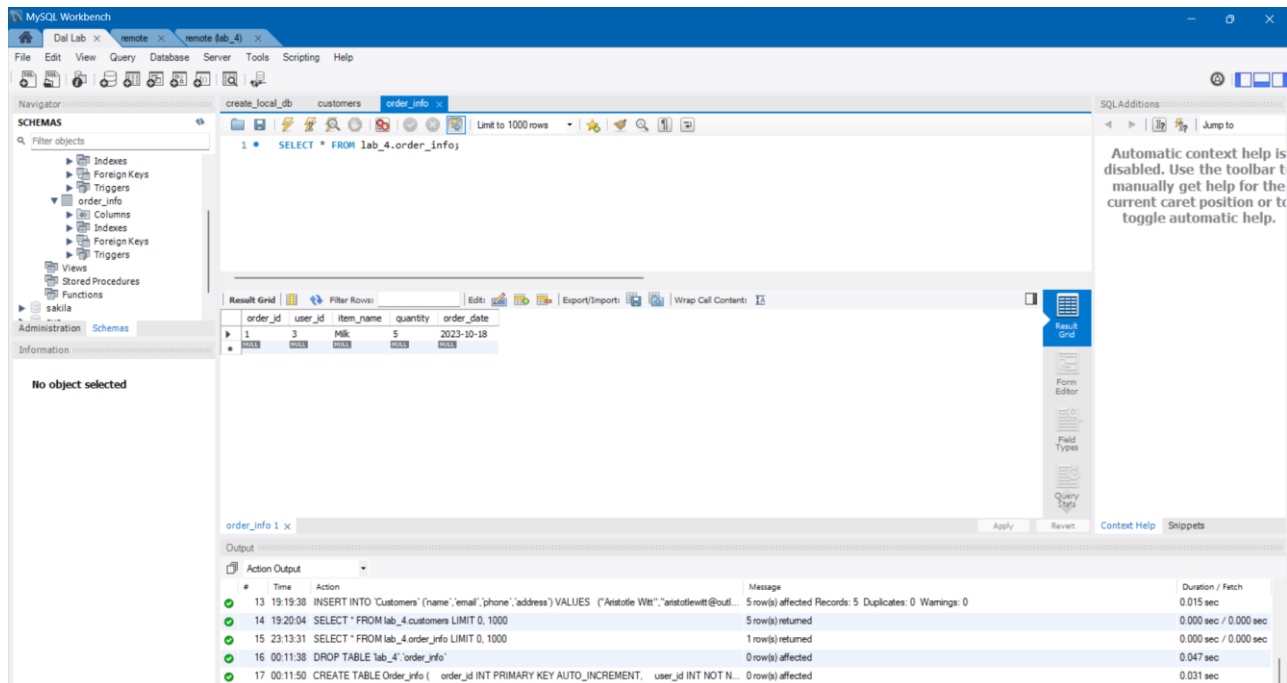 MySQL Workbench
Dal Lab × remote × remote (lab_4) ×
File Edit View Query Database Server Tools Scripting Help
Navigator
SCHEMAS
Filter objects
Indexes
Foreign Keys
Triggers
order_info
Columns
Indexes
Foreign Keys
Triggers
Views
Stored Procedures
Functions
sakila
Administration Schemas
Information
No object selected
create_local_db customers order_info ×
Limit to 1000 rows
1 SELECT * FROM lab_4.order_info;
Result Grid Filter Rows: Edit: Export/Import: Wrap Cell Content:
order_id user_id item_name quantity order_date
1 3 Milk 5 2023-10-18
NULL NULL NULL NULL NULL
Result Grid
Form Editor
Field Types
Query Stats
order_info 1 × Apply Revert
SQLAdditions
Jump to
Automatic context help is
disabled. Use the toolbar t
manually get help for the
current caret position or to
toggle automatic help.
Context Help Snippets
Output
Action Output
# Time Action Message Duration / Fetch
13 19:19:38 INSERT INTO `Customers` (`name`,`email`,`phone`,`address`) VALUES ("Aristotle Witt","aristotlewitt@outl... 5 row(s) affected Records: 5 Duplicates: 0 Warnings: 0 0.015 sec
14 19:20:04 SELECT * FROM lab_4.customers LIMIT 0, 1000 5 row(s) returned 0.000 sec / 0.000 sec
15 23:13:31 SELECT * FROM lab_4.order_info LIMIT 0, 1000 1 row(s) returned 0.000 sec / 0.000 sec
16 00:11:38 DROP TABLE `lab_4`.`order_info` 0 row(s) affected 0.047 sec
17 00:11:50 CREATE TABLE Order_info ( order_id INT PRIMARY KEY AUTO_INCREMENT, user_id INT NOT N... 0 row(s) affected 0.031 sec